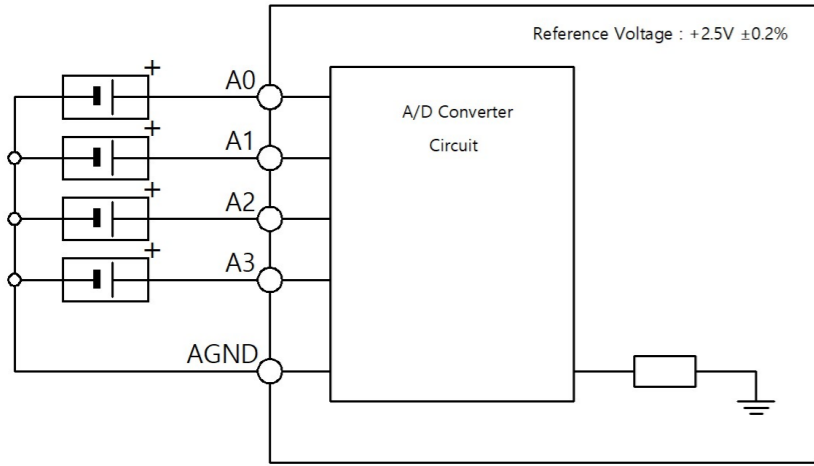 Reference Voltage : +2.5V ±0.2%
+
A0
A/D Converter
Circuit
+
A1
+
A2
+
A3
AGND